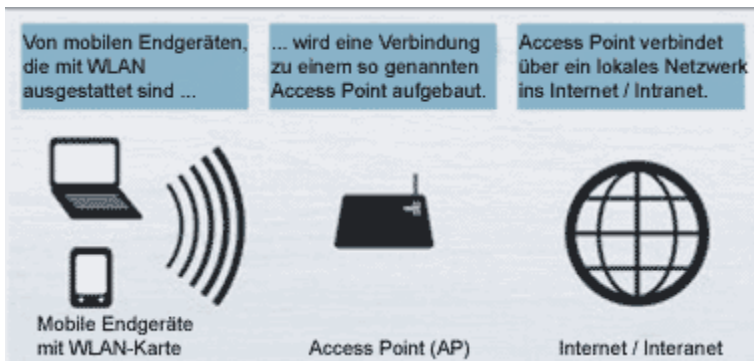 Von mobilen Endgeräten,
die mit WLAN
ausgestattet sind ...
... wird eine Verbindung
zu einem so genannten
Access Point aufgebaut.
Access Point verbindet
über ein lokales Netzwerk
ins Internet / Intranet.
Mobile Endgeräte
mit WLAN-Karte
Access Point (AP)
Internet / Interanet